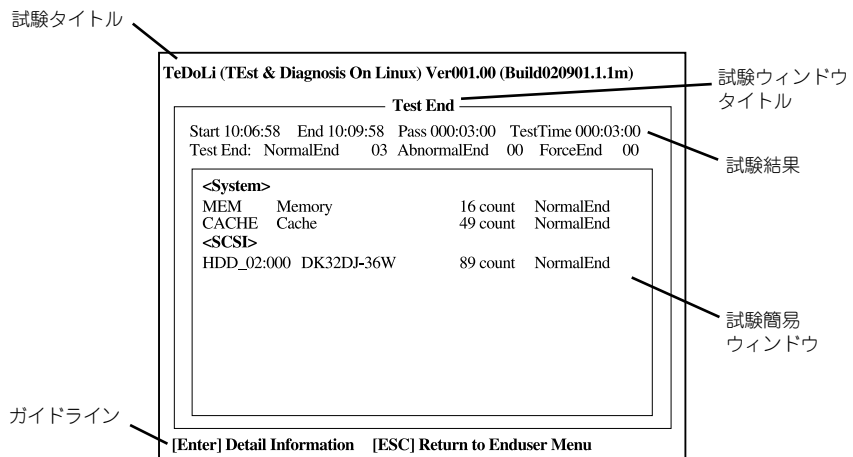 試験タイトル
TeDoLi (TEst & Diagnosis On Linux) Ver001.00 (Build020901.1.1m)
試験ウィンドウ
タイトル
Test End
Start 10:06:58 End 10:09:58 Pass 000:03:00 TestTime 000:03:00
Test End: NormalEnd 03 AbnormalEnd 00 ForceEnd 00
試験結果
<System>
MEM Memory 16 count NormalEnd
CACHE Cache 49 count NormalEnd
<SCSI>
HDD_02:000 DK32DJ-36W 89 count NormalEnd
試験簡易
ウィンドウ
ガイドライン
[Enter] Detail Information [ESC] Return to Enduser Menu